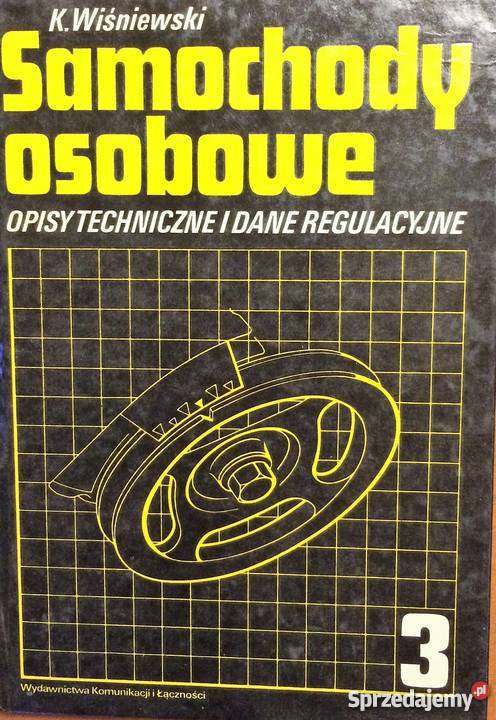 K. Wiśniewski
Samochody
osobowe
OPISY TECHNICZNE I DANE REGULACYJNE
3
Wydawnictwa Komunikacji i Łączności
Sprzedajemy.pl